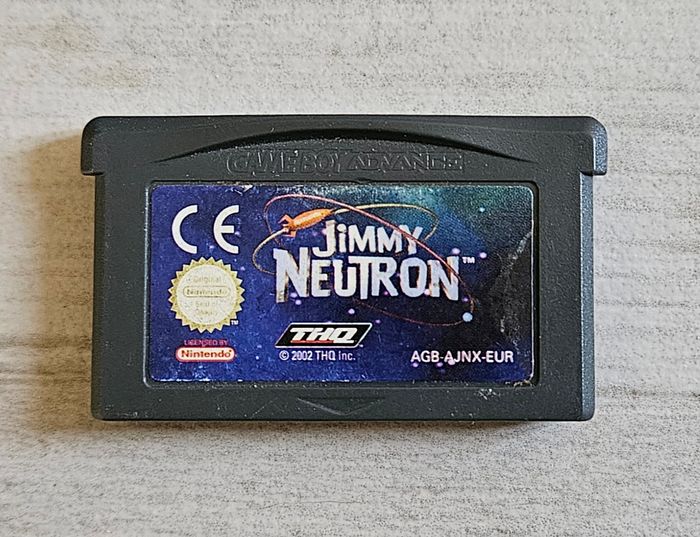 GAME BOY ADVANCE
CE
JiMMY
NEUTRON™
Original
Nintendo
Seal of
Quality
TM
LICENSED BY
Nintendo
THQ
© 2002 THQ Inc.
AGB-AJNX-EUR